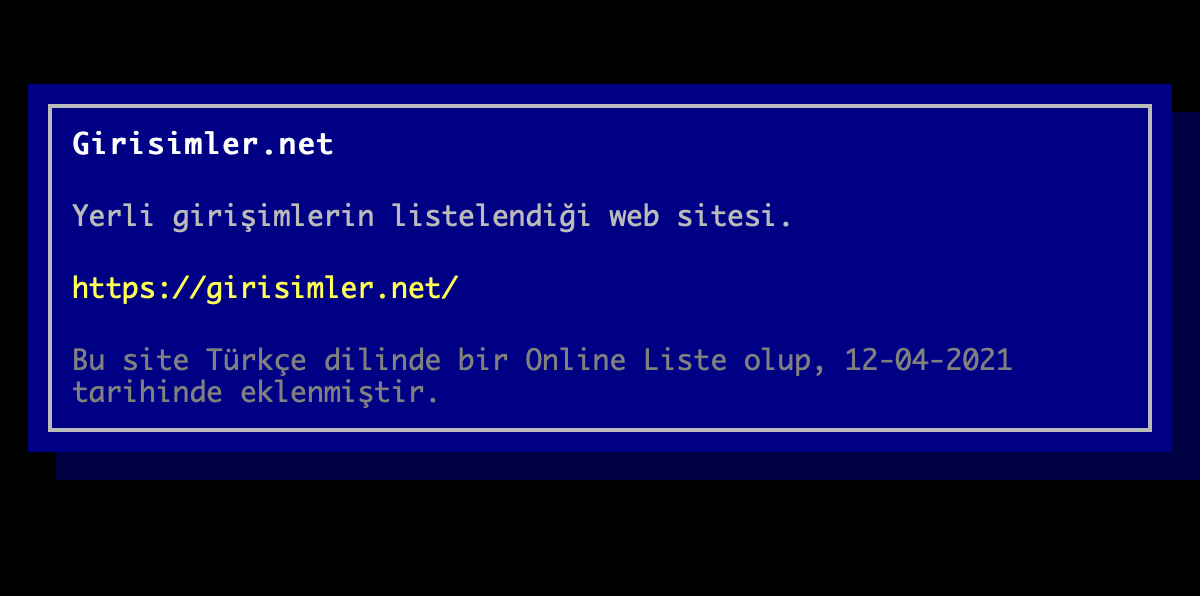 Girisimler.net
Yerli girişimlerin listelendiği web sitesi.
https://girisimler.net/
Bu site Türkçe dilinde bir Online Liste olup, 12-04-2021
tarihinde eklenmiştir.